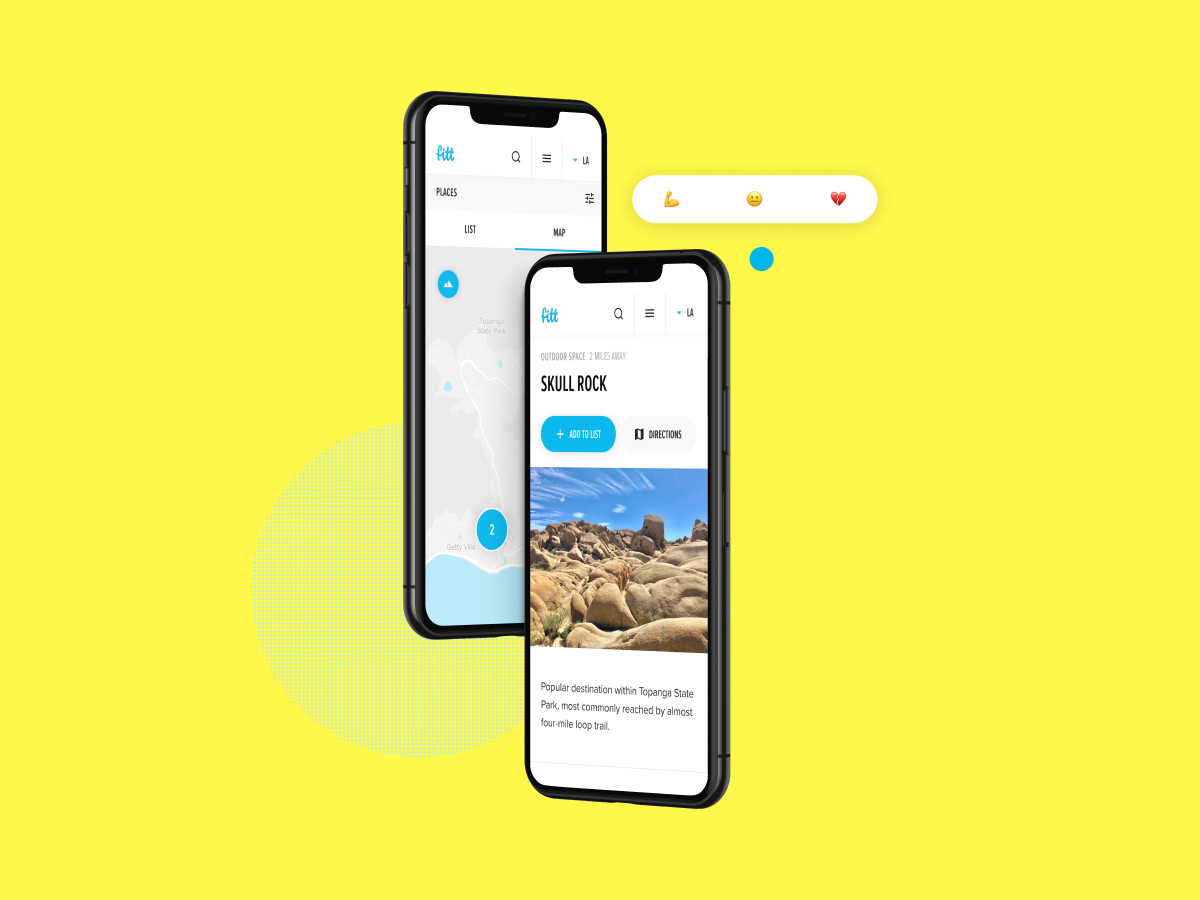 fitt
LA
PLACES
LIST
MAP
Topanga
State Park
2
Getty Villa
fitt
LA
OUTDOOR SPACE 2 MILES AWAY
SKULL ROCK
+ ADD TO LIST
DIRECTIONS
Popular destination within Topanga State
Park, most commonly reached by almost
four-mile loop trail.